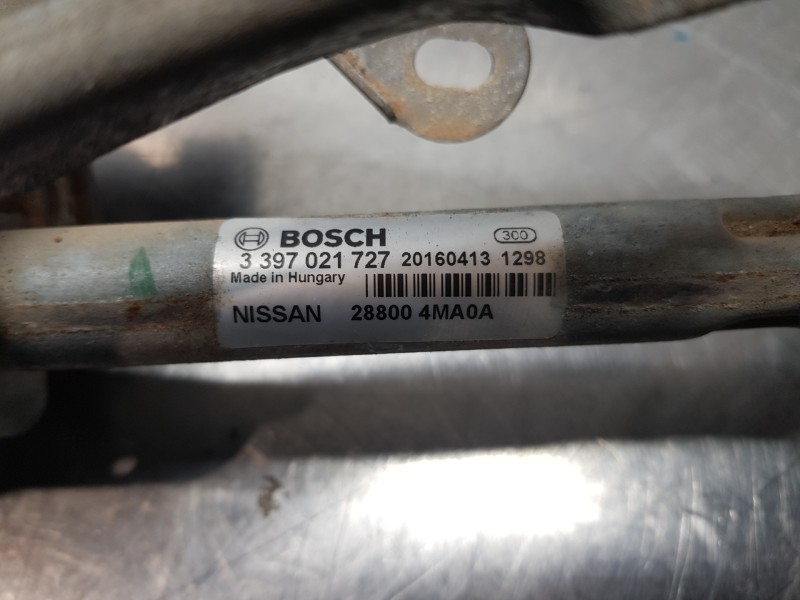 BOSCH 300
3 397 021 727 20160413 1298
Made in Hungary
NISSAN 28800 4MA0A